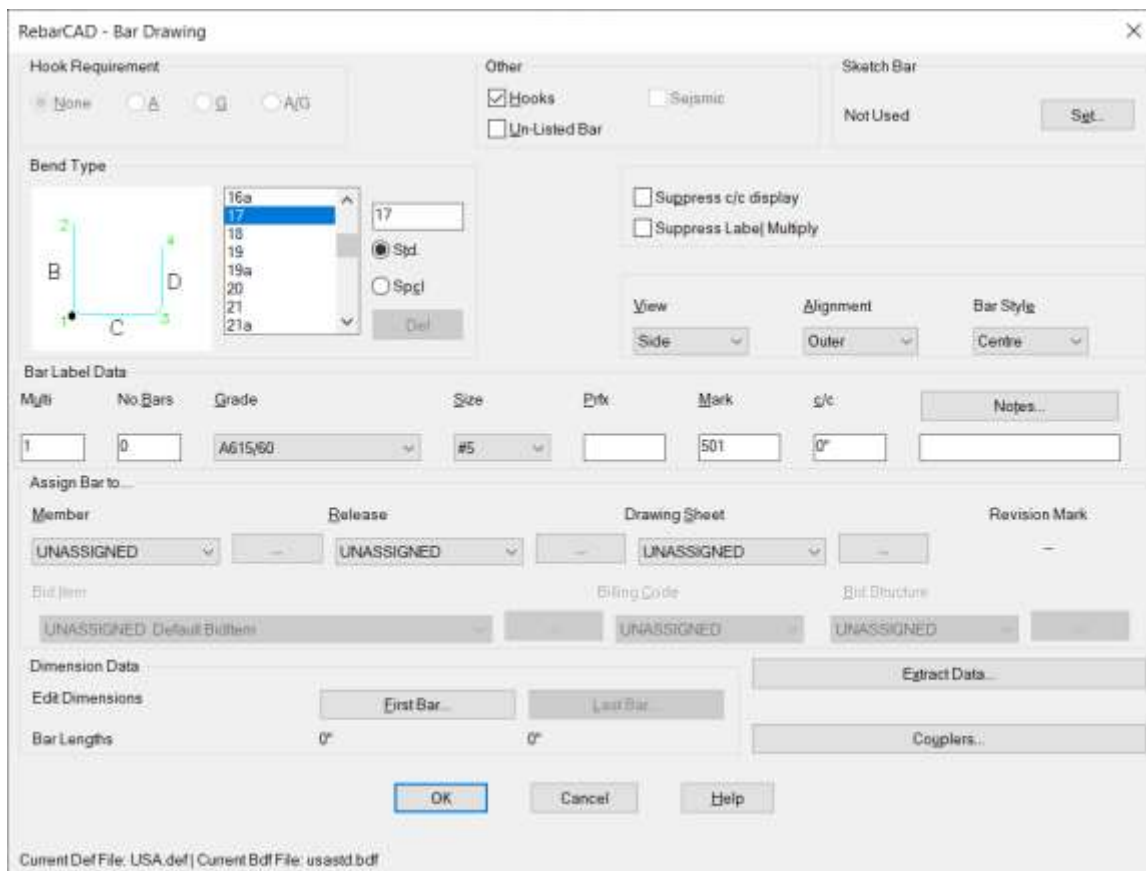 RebarCAD - Bar Drawing
Hook Requirement
None A G A/G
Other
Hooks Seismic
Un-Listed Bar
Sketch Bar
Not Used Set...
Bend Type
2
4
B
D
1
3
C
16a
17
18
19
19a
20
21
21a
17
Std.
Spcl
Def
Suppress c/c display
Suppress Label Multiply
View Alignment Bar Style
Side Outer Centre
Bar Label Data
Multi No.Bars Grade Size Prfx Mark c/c Notes...
1 0 A615/60 #5 501 0"
Assign Bar to...
Member Release Drawing Sheet Revision Mark
UNASSIGNED ... UNASSIGNED ... UNASSIGNED ... --
Bid Item Billing Code Bid Structure
UNASSIGNED Default BidItem ... UNASSIGNED UNASSIGNED ...
Dimension Data
Edit Dimensions First Bar... Last Bar...
Bar Lengths 0" 0"
Extract Data...
Couplers...
OK Cancel Help
Current Def File: USA.def | Current Bdf File: usastd.bdf